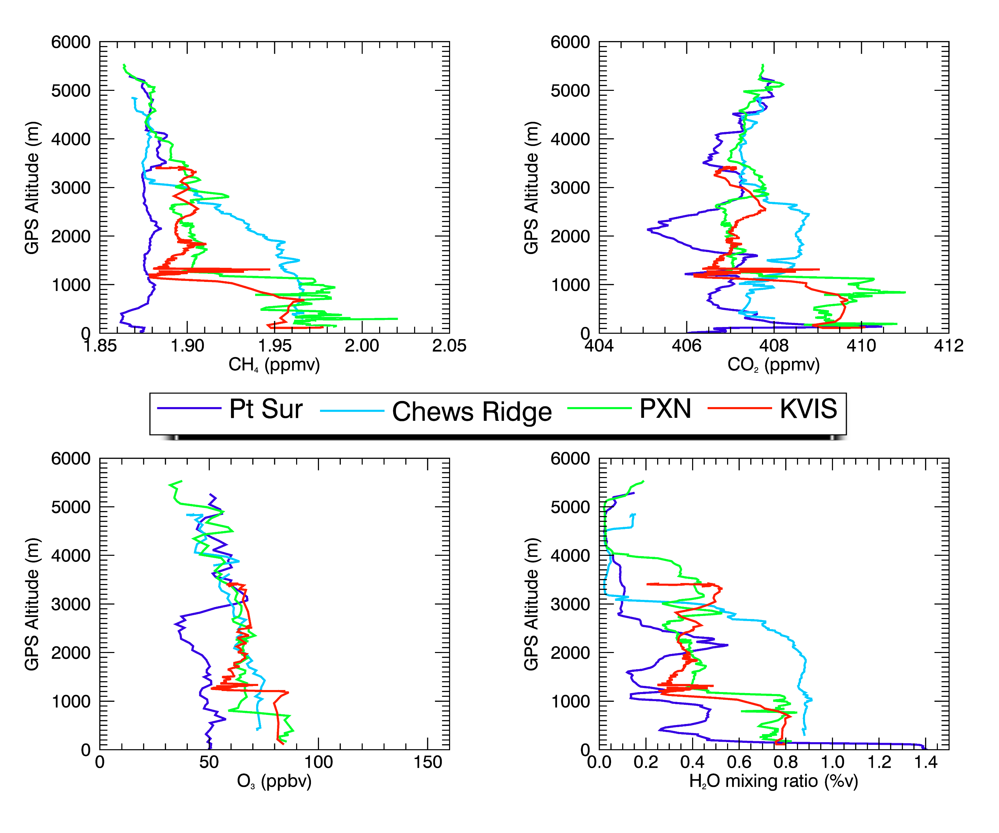 6000 5000 4000 3000 2000 1000 0
GPS Altitude (m)
1.85 1.90 1.95 2.00 2.05
CH₄ (ppmv)
6000 5000 4000 3000 2000 1000 0
GPS Altitude (m)
404 406 408 410 412
CO₂ (ppmv)
Pt Sur Chews Ridge PXN KVIS
6000 5000 4000 3000 2000 1000 0
GPS Altitude (m)
0 50 100 150
O₃ (ppbv)
6000 5000 4000 3000 2000 1000 0
GPS Altitude (m)
0.0 0.2 0.4 0.6 0.8 1.0 1.2 1.4
H₂O mixing ratio (%v)